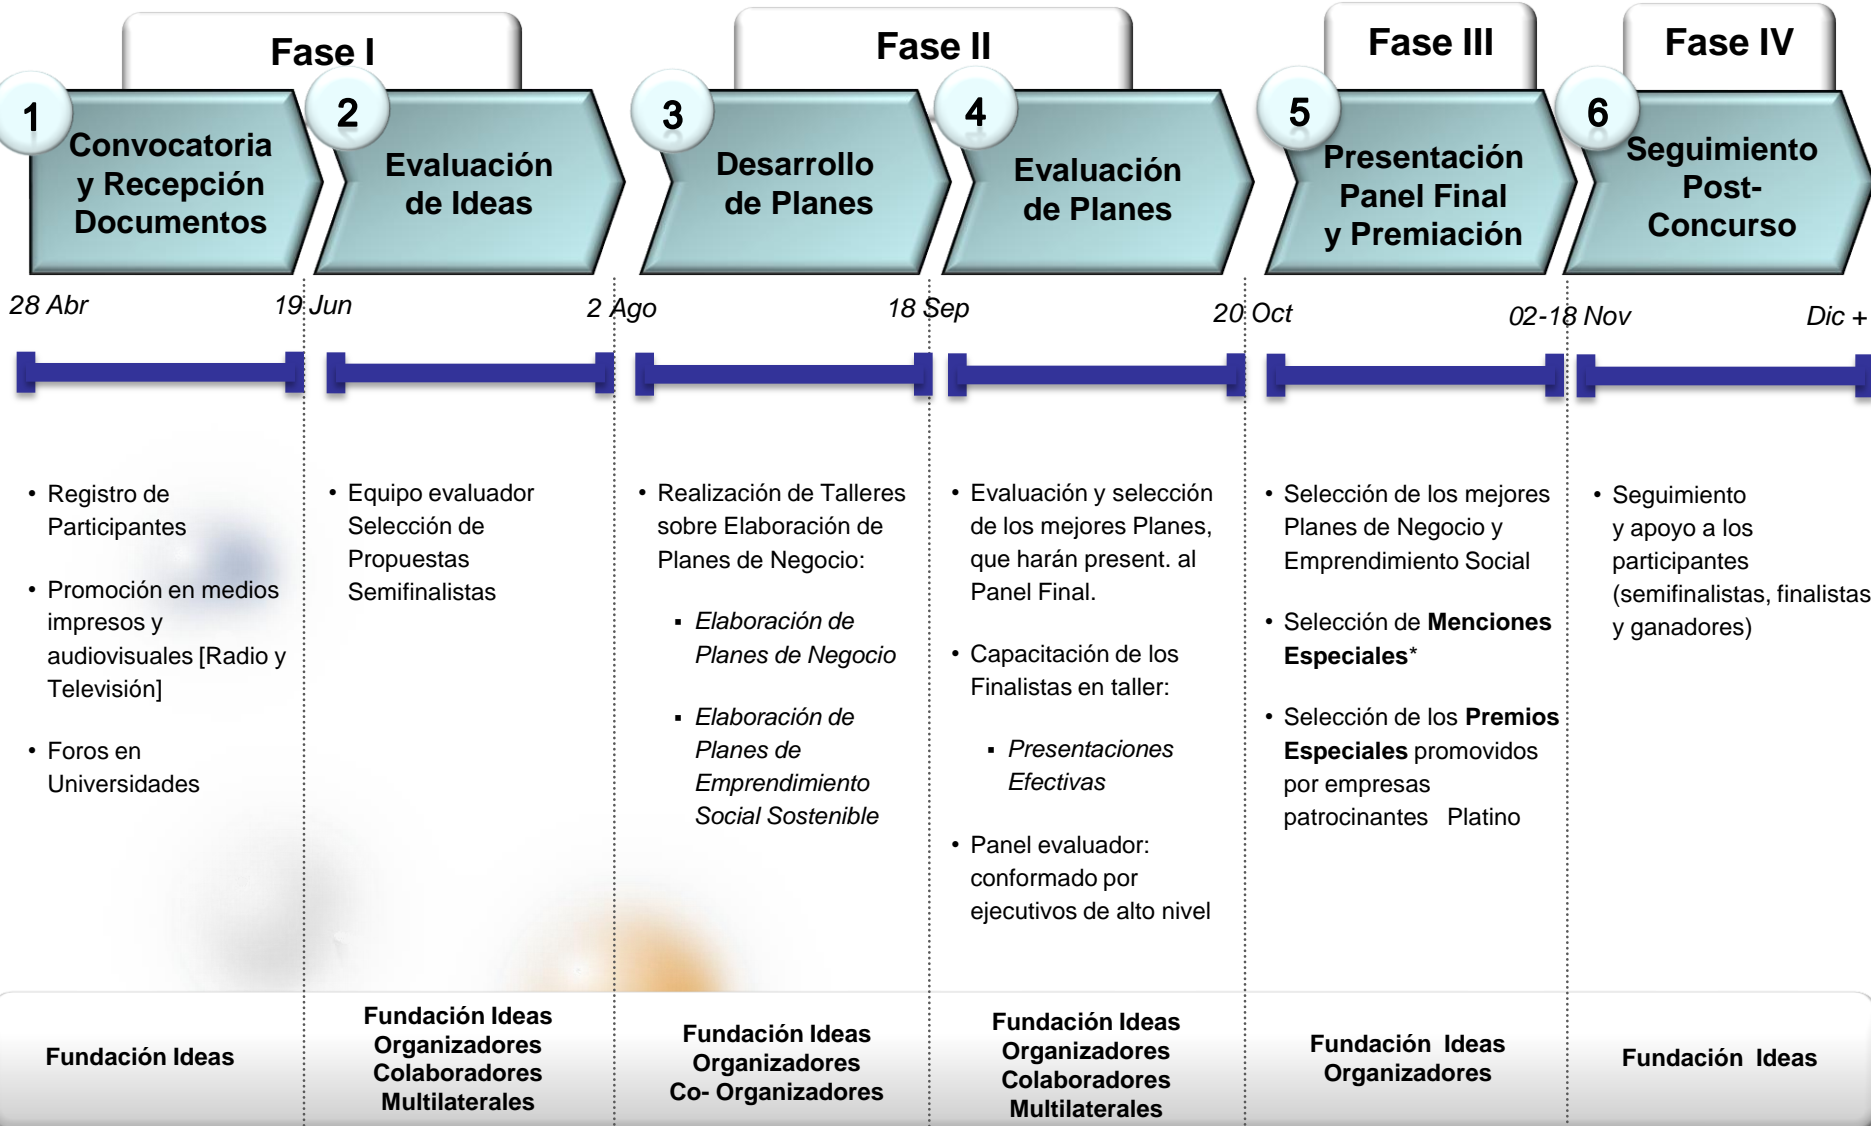 Fase I
Fase II
Fase III
Fase IV
1
Convocatoria
y Recepción
Documentos
2
Evaluación
de Ideas
3
Desarrollo
de Planes
4
Evaluación
de Planes
5
Presentación
Panel Final
y Premiación
6
Seguimiento
Post-
Concurso
28 Abr
19 Jun
2 Ago
18 Sep
20 Oct
02-18 Nov
Dic +
• Registro de
Participantes
• Promoción en medios
impresos y
audiovisuales [Radio y
Televisión]
• Foros en
Universidades
• Equipo evaluador
Selección de
Propuestas
Semifinalistas
• Realización de Talleres
sobre Elaboración de
Planes de Negocio:
▪ Elaboración de
Planes de Negocio
▪ Elaboración de
Planes de
Emprendimiento
Social Sostenible
• Evaluación y selección
de los mejores Planes,
que harán present. al
Panel Final.
• Capacitación de los
Finalistas en taller:
▪ Presentaciones
Efectivas
• Panel evaluador:
conformado por
ejecutivos de alto nivel
• Selección de los mejores
Planes de Negocio y
Emprendimiento Social
• Selección de Menciones
Especiales*
• Selección de los Premios
Especiales promovidos
por empresas
patrocinantes Platino
• Seguimiento
y apoyo a los
participantes
(semifinalistas, finalistas
y ganadores)
Fundación Ideas
Fundación Ideas
Organizadores
Colaboradores
Multilaterales
Fundación Ideas
Organizadores
Co- Organizadores
Fundación Ideas
Organizadores
Colaboradores
Multilaterales
Fundación Ideas
Organizadores
Fundación Ideas